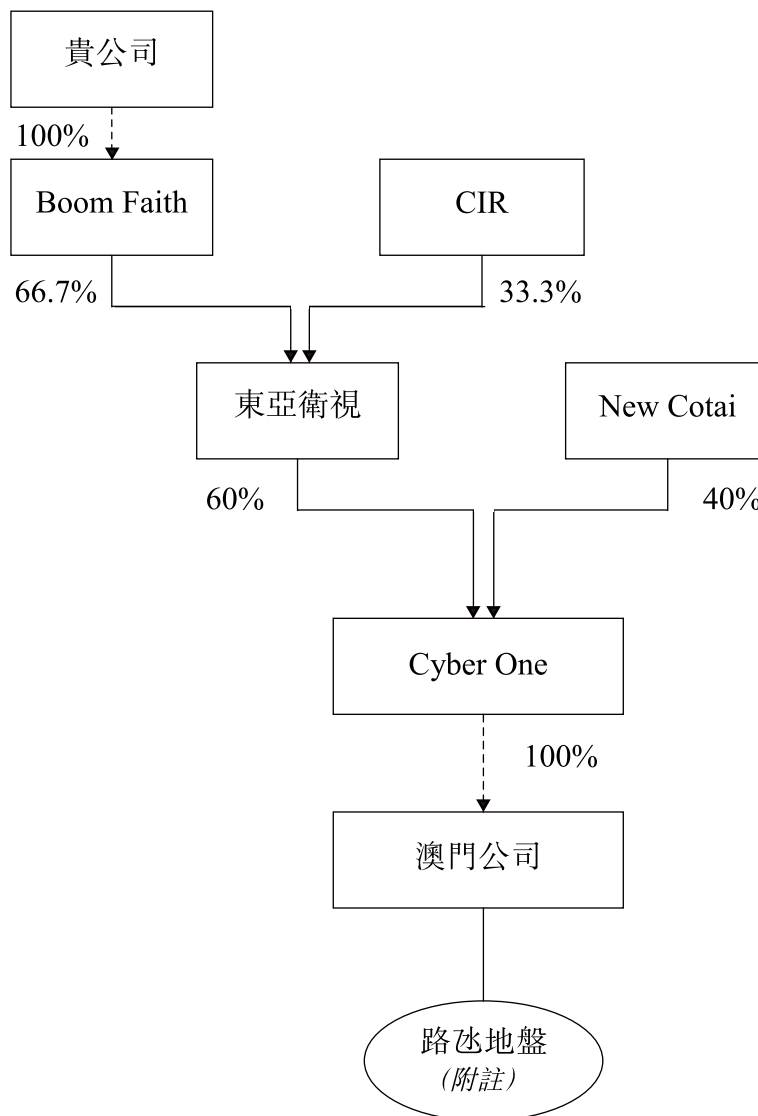 貴公司
100%
Boom Faith
CIR
66.7%
33.3%
東亞衛視
New Cotai
60%
40%
Cyber One
100%
澳門公司
路氹地盤
(附註)